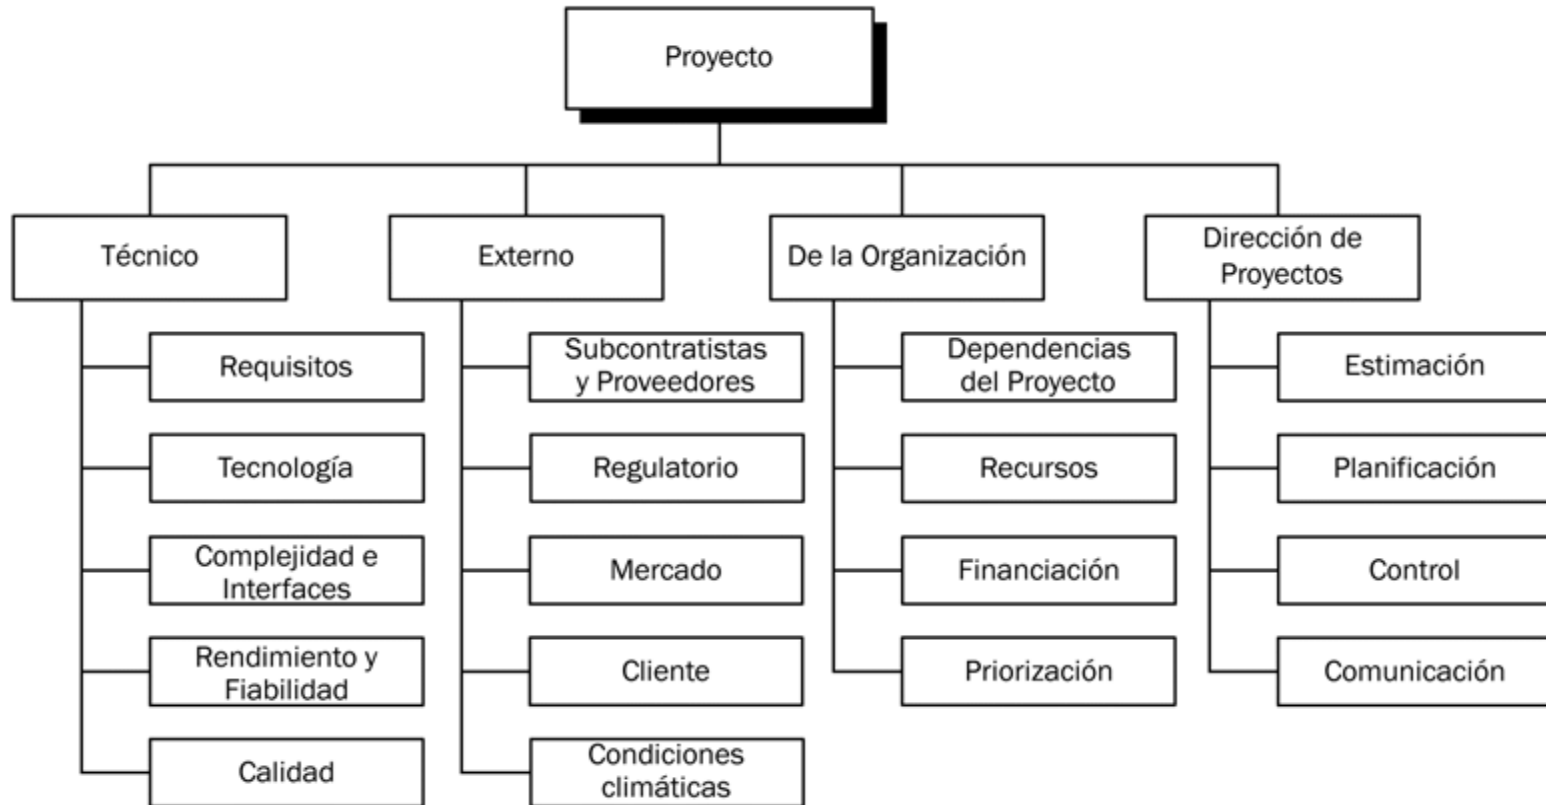 Proyecto
Técnico
Requisitos
Tecnología
Complejidad e
Interfaces
Rendimiento y
Fiabilidad
Calidad
Externo
Subcontratistas
y Proveedores
Regulatorio
Mercado
Cliente
Condiciones
climáticas
De la Organización
Dependencias
del Proyecto
Recursos
Financiación
Priorización
Dirección de
Proyectos
Estimación
Planificación
Control
Comunicación